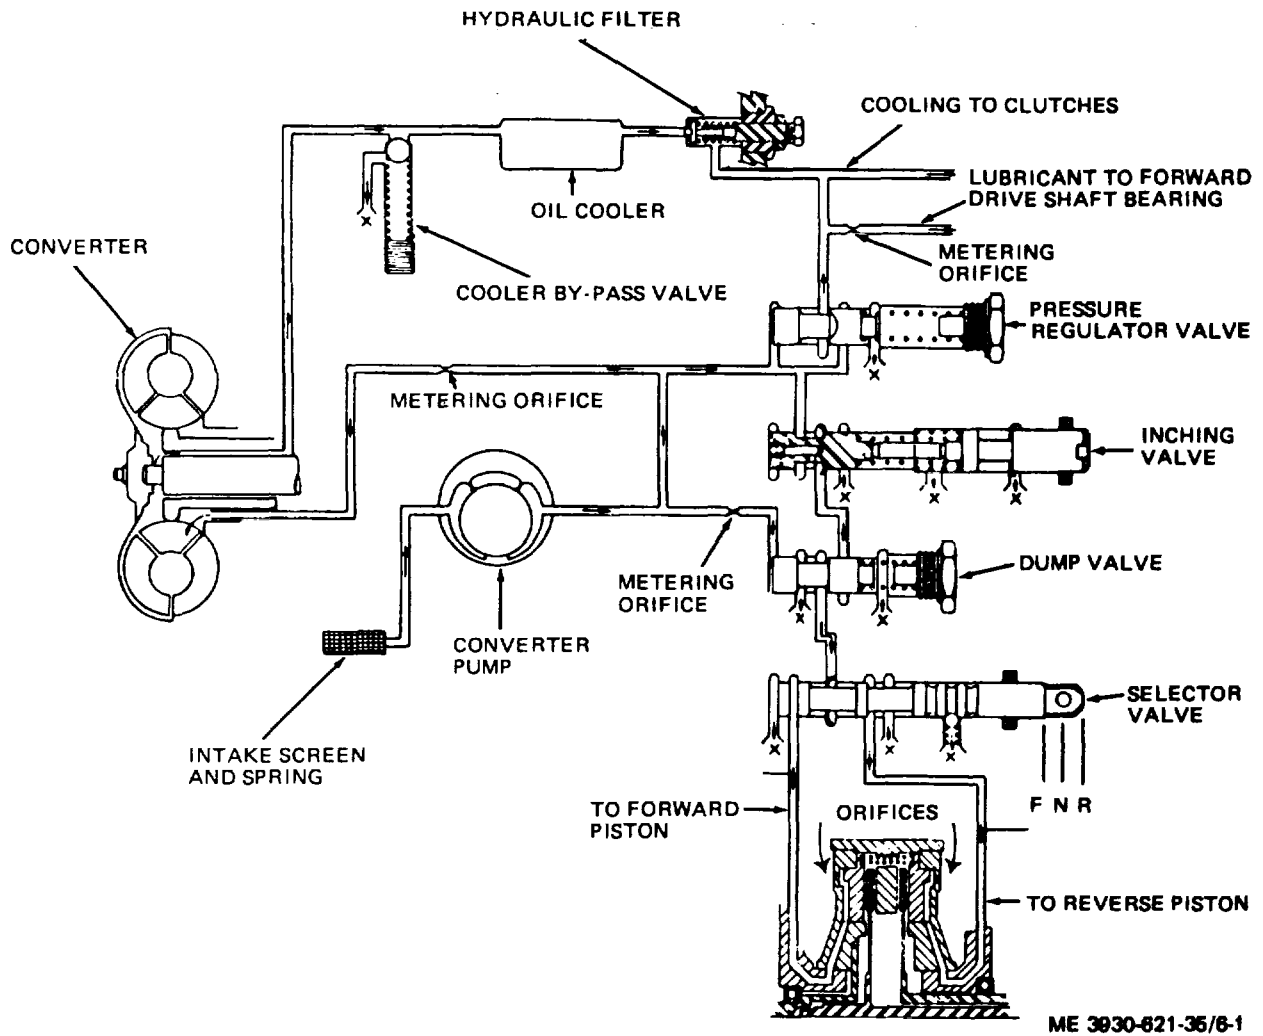 HYDRAULIC FILTER
COOLING TO CLUTCHES
LUBRICANT TO FORWARD
DRIVE SHAFT BEARING
OIL COOLER
METERING
ORIFICE
CONVERTER
X
COOLER BY-PASS VALVE
PRESSURE
REGULATOR VALVE
X
METERING ORIFICE
INCHING
VALVE
X X X
DUMP VALVE
METERING
ORIFICE
X X
CONVERTER
PUMP
SELECTOR
VALVE
X X X
INTAKE SCREEN
AND SPRING
F N R
TO FORWARD
PISTON
ORIFICES
TO REVERSE PISTON
ME 3930-621-35/6-1